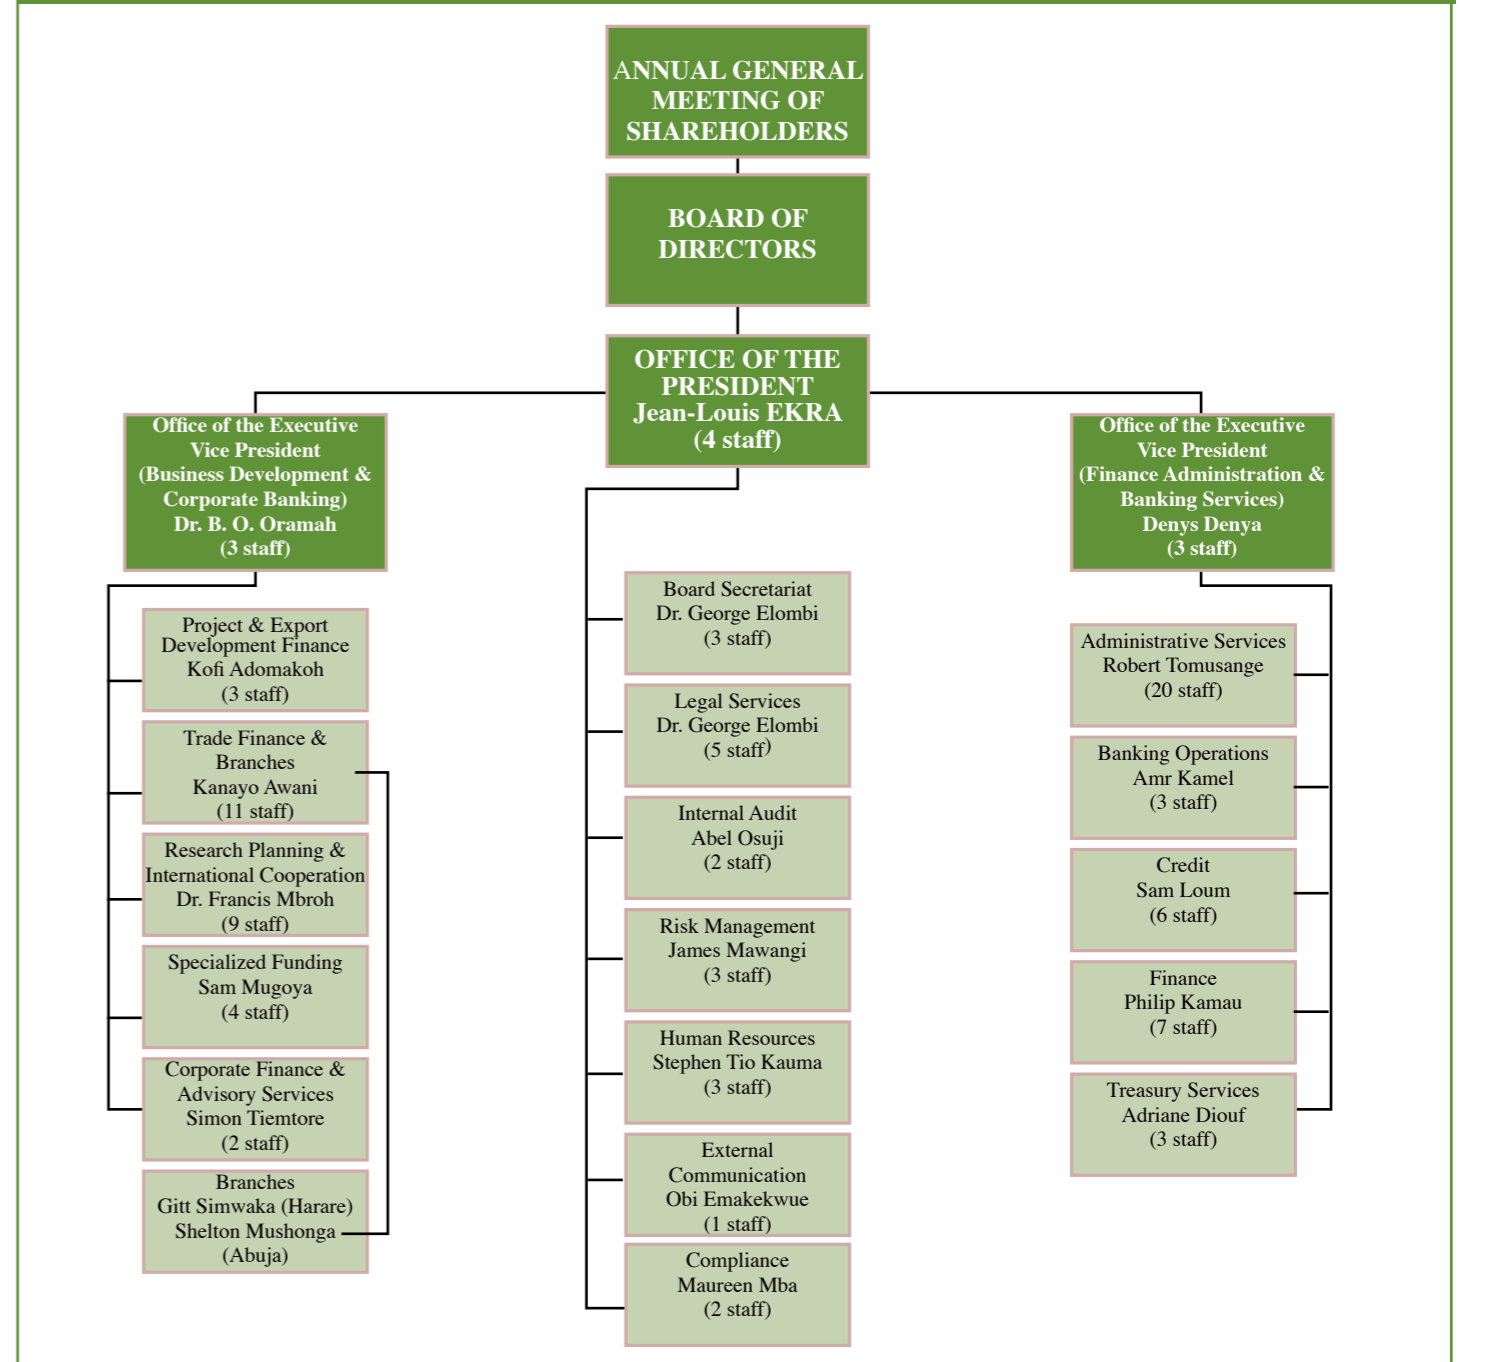 ANNUAL GENERAL
MEETING OF
SHAREHOLDERS
BOARD OF
DIRECTORS
OFFICE OF THE
PRESIDENT
Jean-Louis EKRA
(4 staff)
Office of the Executive
Vice President
(Business Development &
Corporate Banking)
Dr. B. O. Oramah
(3 staff)
Project & Export
Development Finance
Kofi Adomakoh
(3 staff)
Trade Finance &
Branches
Kanayo Awani
(11 staff)
Research Planning &
International Cooperation
Dr. Francis Mbroh
(9 staff)
Specialized Funding
Sam Mugoya
(4 staff)
Corporate Finance &
Advisory Services
Simon Tiemtore
(2 staff)
Branches
Gitt Simwaka (Harare)
Shelton Mushonga
(Abuja)
Board Secretariat
Dr. George Elombi
(3 staff)
Legal Services
Dr. George Elombi
(5 staff)
Internal Audit
Abel Osuji
(2 staff)
Risk Management
James Mawangi
(3 staff)
Human Resources
Stephen Tio Kauma
(3 staff)
External
Communication
Obi Emakekwue
(1 staff)
Compliance
Maureen Mba
(2 staff)
Office of the Executive
Vice President
(Finance Administration &
Banking Services)
Denys Denya
(3 staff)
Administrative Services
Robert Tomusange
(20 staff)
Banking Operations
Amr Kamel
(3 staff)
Credit
Sam Loum
(6 staff)
Finance
Philip Kamau
(7 staff)
Treasury Services
Adriane Diouf
(3 staff)